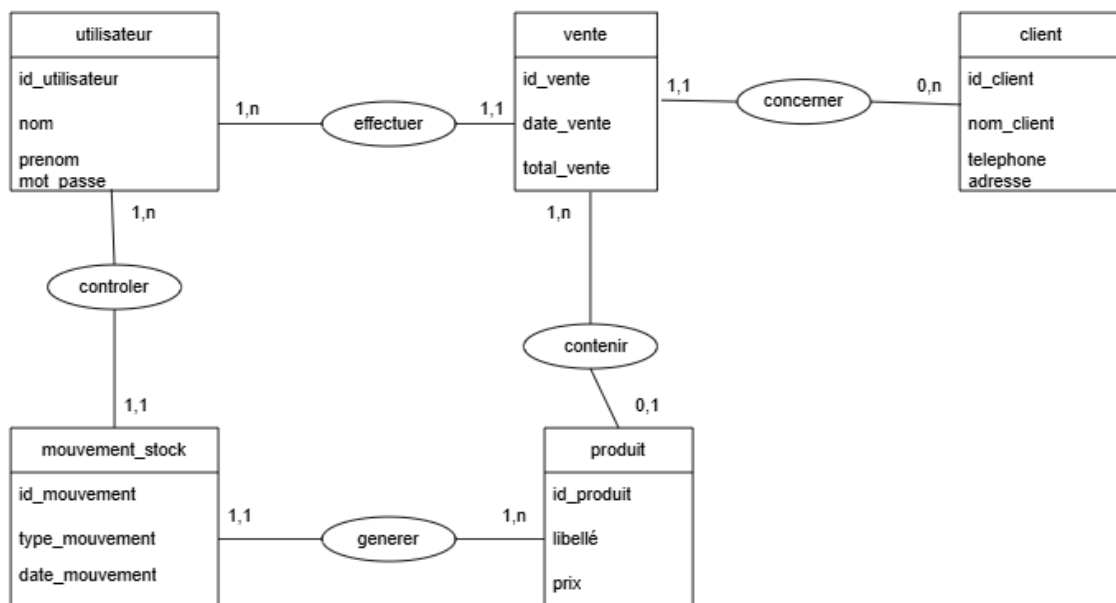 utilisateur
id_utilisateur
nom
prenom
mot_passe
1,n
effectuer
1,1
vente
id_vente
date_vente
total_vente
1,1
concerner
0,n
client
id_client
nom_client
telephone
adresse
1,n
controler
1,1
1,n
contenir
0,1
mouvement_stock
id_mouvement
type_mouvement
date_mouvement
1,1
generer
1,n
produit
id_produit
libellé
prix